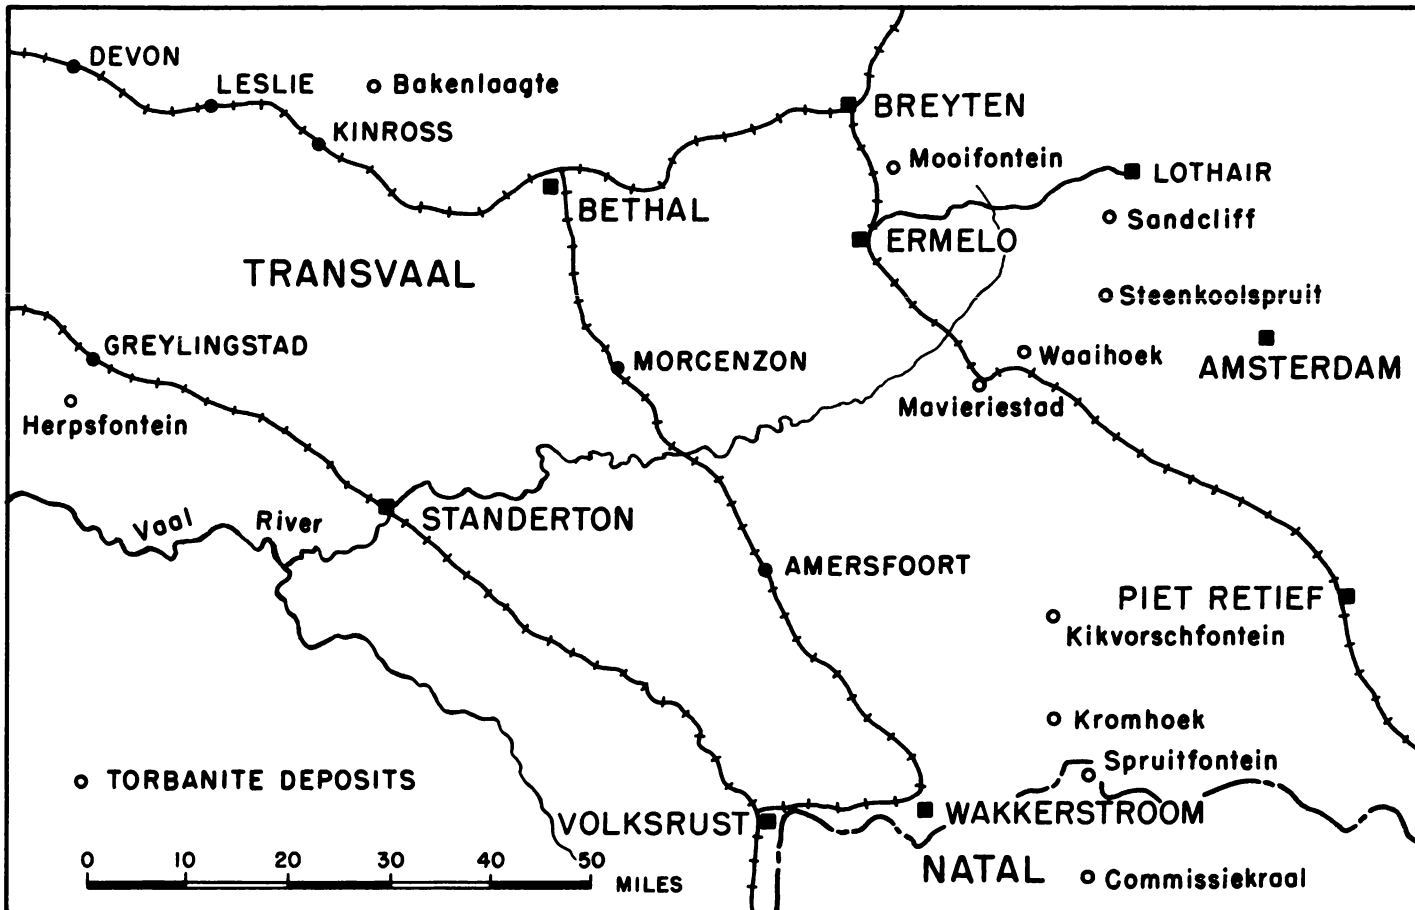 DEVON
LESLIE
Bakenlaagte
KINROSS
BREYTEN
Mooifontein
LOTHAIR
BETHAL
Sandcliff
ERMELO
TRANSVAAL
Steenkoolspruit
GREYLINGSTAD
MORGENZON
Waaihoek
AMSTERDAM
Mavieriestad
Herpsfontein
Vaal River
STANDERTON
AMERSFOORT
PIET RETIEF
Kikvorschfontein
Kromhoek
Spruitfontein
TORBANITE DEPOSITS
VOLKSRUST
WAKKERSTROOM
0 10 20 30 40 50
MILES
NATAL
Commissiekraal